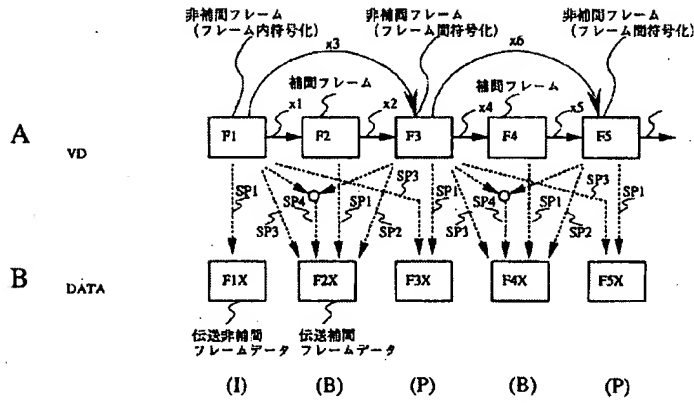 非補間フレーム
(フレーム内符号化)
非補間フレーム
(フレーム間符号化)
非補間フレーム
(フレーム間符号化)
x3
x6
補間フレーム
補間フレーム
x1
x2
x4
x5
A
VD
F1
F2
F3
F4
F5
SP1
SP3
SP4
SP1
SP2
SP3
SP1
SP3
SP4
SP1
SP2
SP3
SP1
B
DATA
F1X
F2X
F3X
F4X
F5X
伝送非補間
フレームデータ
伝送補間
フレームデータ
(I)
(B)
(P)
(B)
(P)